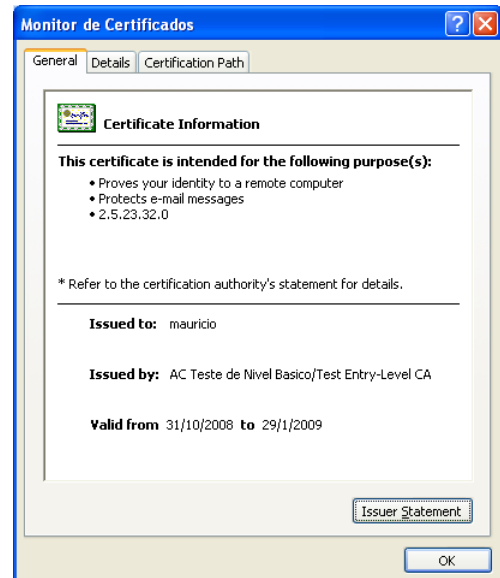 Monitor de Certificados
General Details Certification Path
Certificate Information
This certificate is intended for the following purpose(s):
• Proves your identity to a remote computer
• Protects e-mail messages
• 2.5.23.32.0
* Refer to the certification authority's statement for details.
Issued to: mauricio
Issued by: AC Teste de Nivel Basico/Test Entry-Level CA
Valid from 31/10/2008 to 29/1/2009
Issuer Statement
OK